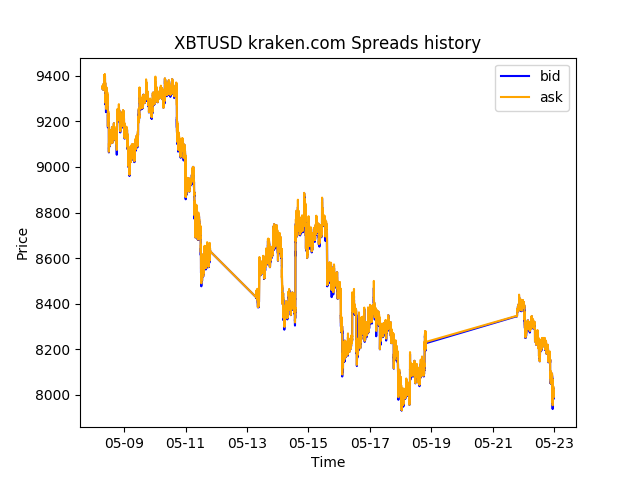 XBTUSD kraken.com Spreads history
bid
ask
9400
9200
9000
8800
8600
8400
8200
8000
Price
05-09 05-11 05-13 05-15 05-17 05-19 05-21 05-23
Time